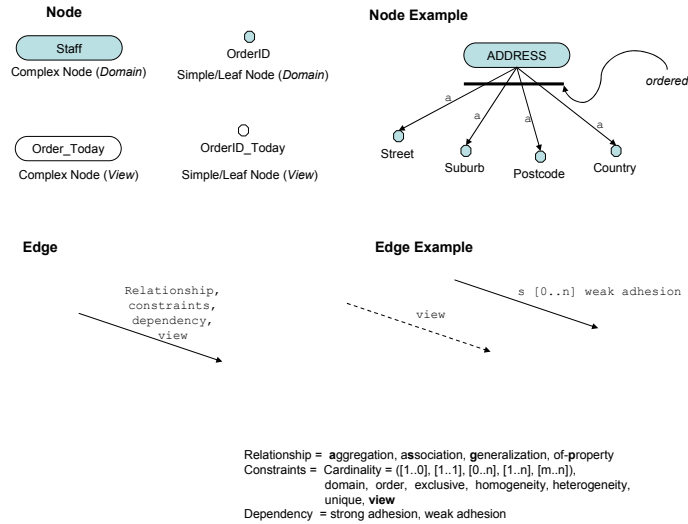 Node
Staff
Complex Node (Domain)
OrderID
Simple/Leaf Node (Domain)
Order_Today
Complex Node (View)
OrderID_Today
Simple/Leaf Node (View)
Node Example
ADDRESS
ordered
a
a
a
a
Street
Suburb
Postcode
Country
Edge
Relationship,
constraints,
dependency,
view
Edge Example
s [0..n] weak adhesion
view
Relationship = aggregation, association, generalization, of-property
Constraints = Cardinality = ([1..0], [1..1], [0..n], [1..n], [m..n]),
domain, order, exclusive, homogeneity, heterogeneity,
unique, view
Dependency = strong adhesion, weak adhesion